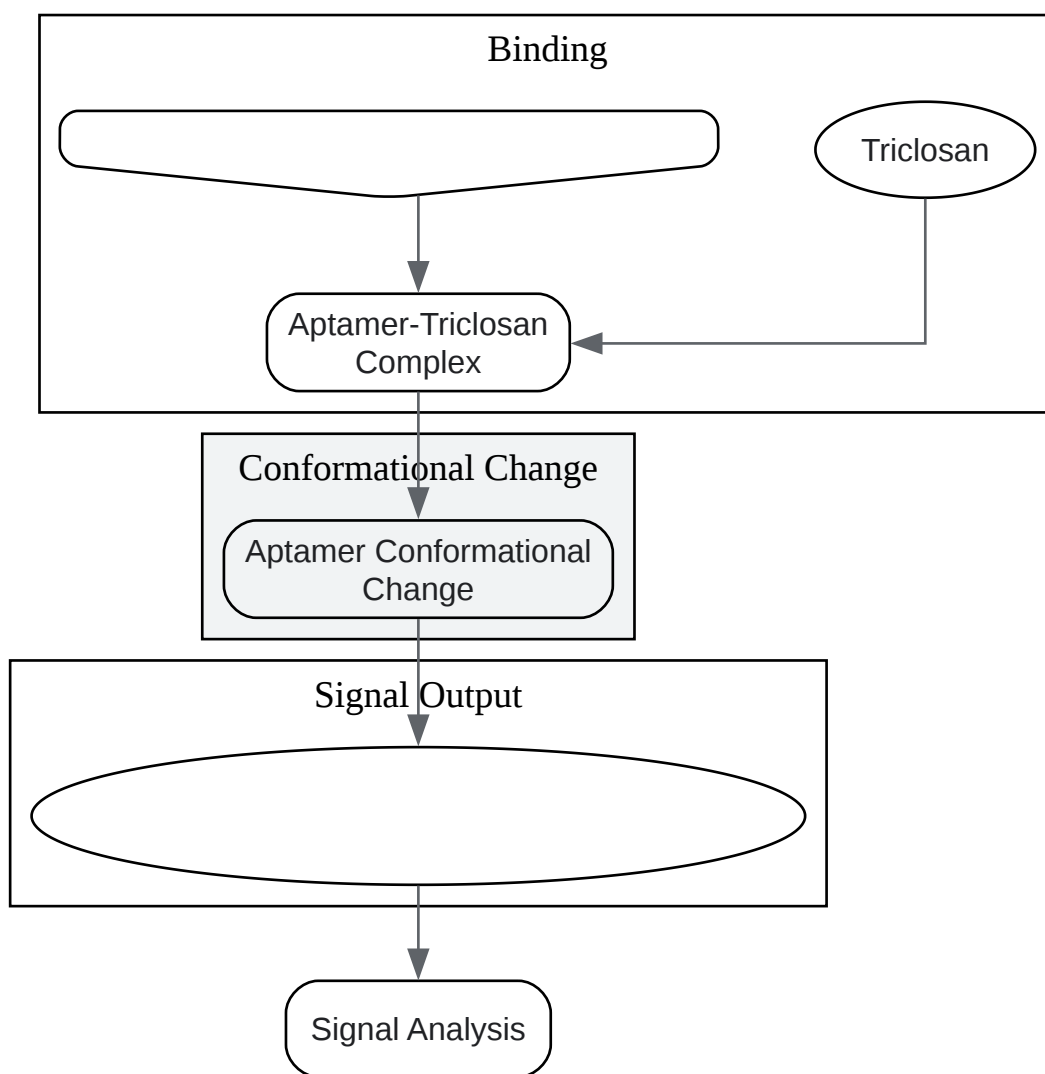 Binding
Triclosan
Aptamer-Triclosan
Complex
Conformational Change
Aptamer Conformational
Change
Signal Output
Signal Analysis